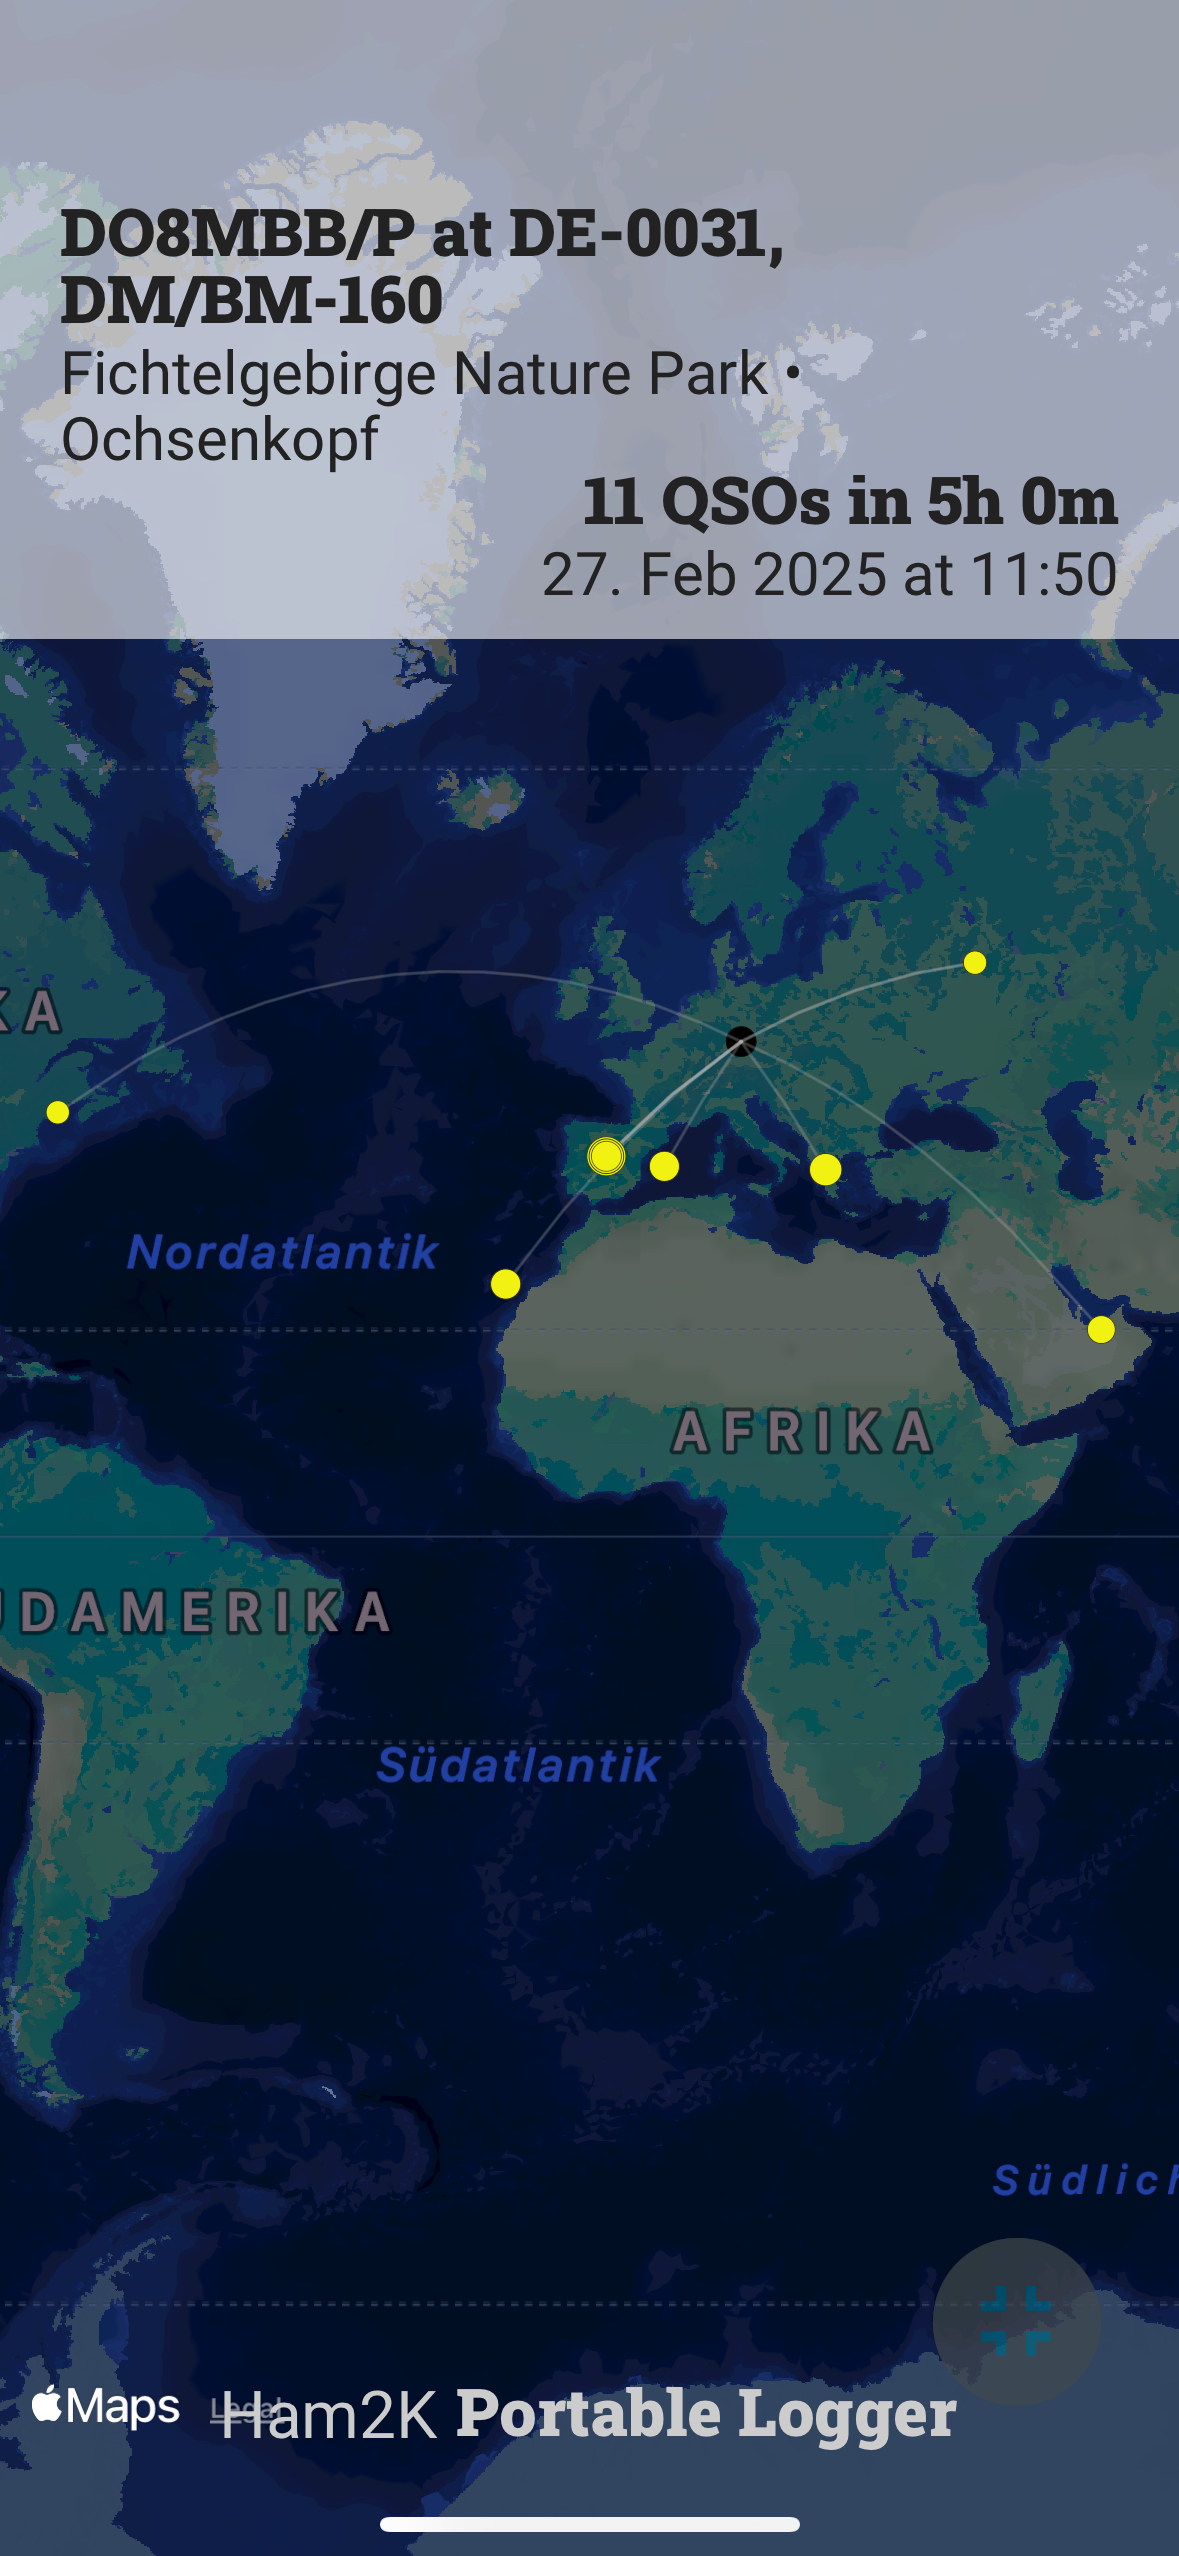 DO8MBB/P at DE-0031,
DM/BM-160
Fichtelgebirge Nature Park •
Ochsenkopf
11 QSOs in 5h 0m
27. Feb 2025 at 11:50
KA
Nordatlantik
AFRIKA
ÜDAMERIKA
Südatlantik
Südlich
Maps
Legal
Ham2K Portable Logger